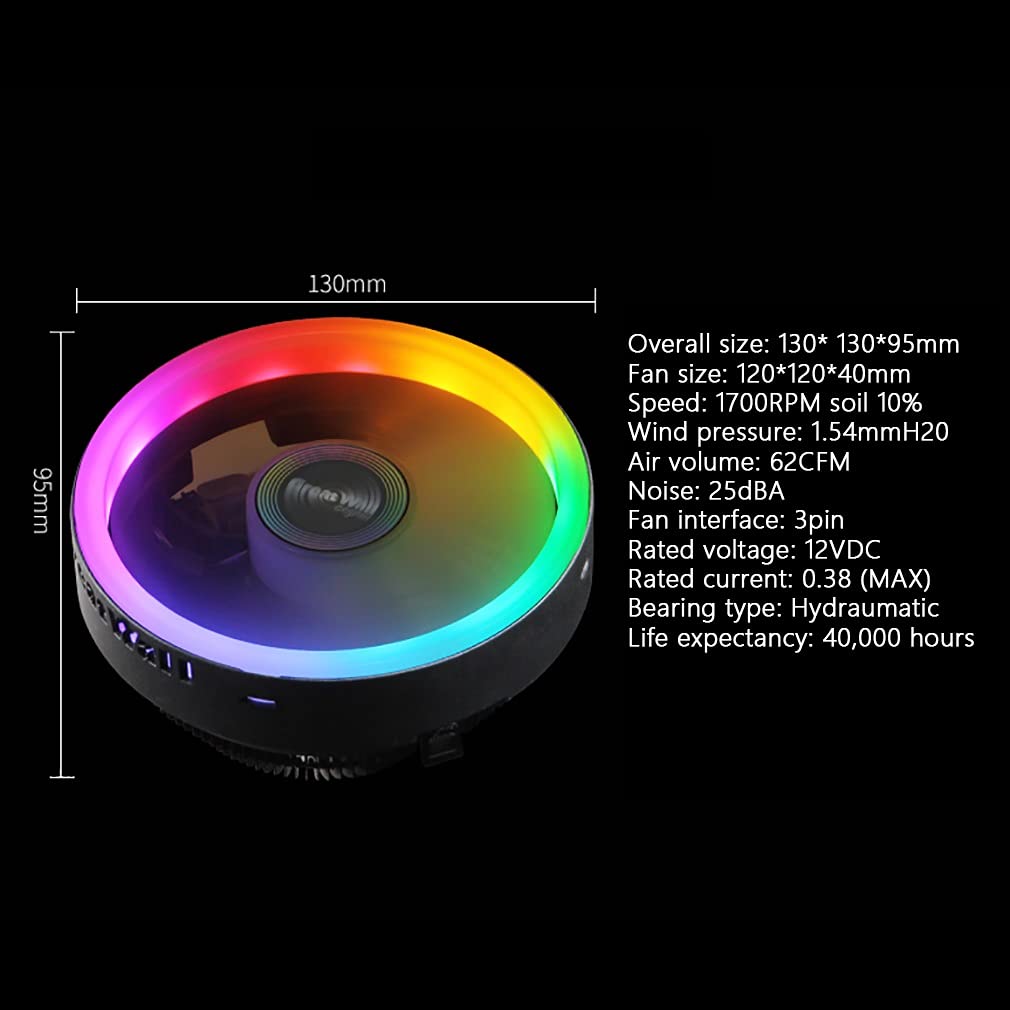 130mm
95mm
Overall size: 130* 130*95mm
Fan size: 120*120*40mm
Speed: 1700RPM soil 10%
Wind pressure: 1.54mmH20
Air volume: 62CFM
Noise: 25dBA
Fan interface: 3pin
Rated voltage: 12VDC
Rated current: 0.38 (MAX)
Bearing type: Hydraumatic
Life expectancy: 40,000 hours